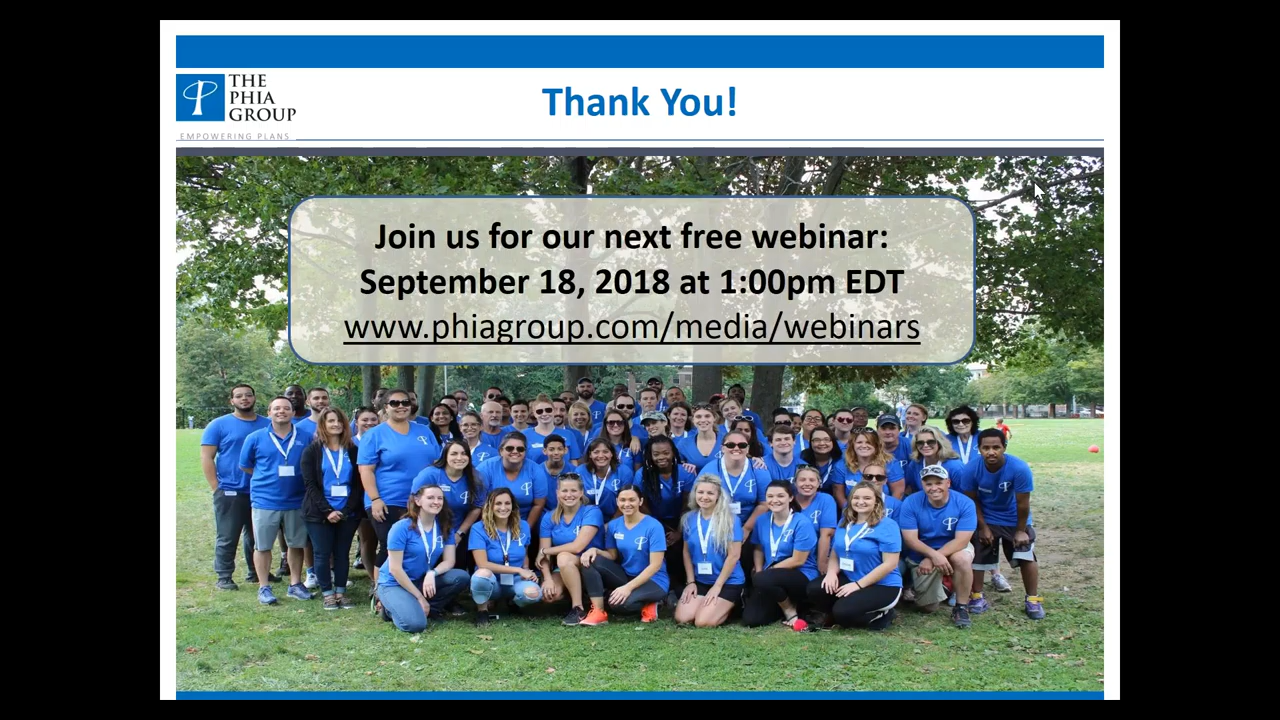 THE
PHIA
GROUP
EMPOWERING PLANS
Thank You!
Join us for our next free webinar:
September 18, 2018 at 1:00pm EDT
www.phiagroup.com/media/webinars